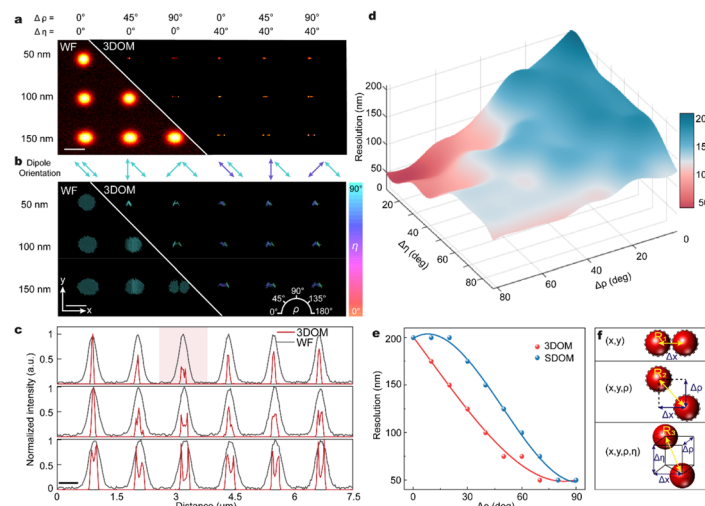 a
Δρ = 0° 45° 90° 0° 45° 90°
Δη = 0° 0° 0° 40° 40° 40°
WF 3DOM
50 nm
100 nm
150 nm
b
Dipole
Orientation
WF 3DOM
50 nm
100 nm
150 nm
y
x
90°
η
0°
90°
45° 135°
0° ρ 180°
c
3DOM
WF
Normalized intensity (a.u.)
1
0
1
0
1
0
0 1.5 3.0 4.5 6.0 7.5
Distance (μm)
d
Resolution (nm)
200
150
100
50
0
20
40
60
80
Δη (deg)
80
60
40
20
0
Δρ (deg)
e
3DOM
SDOM
Resolution (nm)
200
150
100
50
0 30 60 90
f
(x,y)
R₁
Δx
(x,y,ρ)
R₂
Δρ
Δx
(x,y,ρ,η)
R₃
Δη
Δρ
Δx